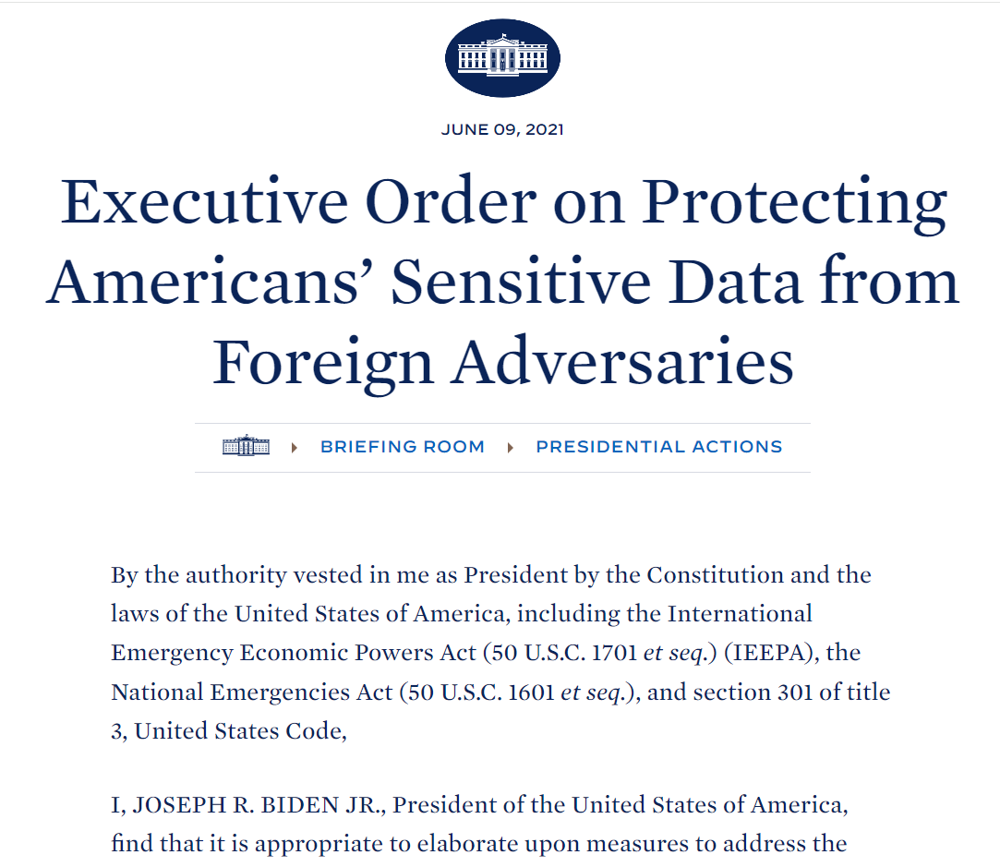 JUNE 09, 2021
Executive Order on Protecting
Americans’ Sensitive Data from
Foreign Adversaries
BRIEFING ROOM PRESIDENTIAL ACTIONS
By the authority vested in me as President by the Constitution and the
laws of the United States of America, including the International
Emergency Economic Powers Act (50 U.S.C. 1701 et seq.) (IEEPA), the
National Emergencies Act (50 U.S.C. 1601 et seq.), and section 301 of title
3, United States Code,
I, JOSEPH R. BIDEN JR., President of the United States of America,
find that it is appropriate to elaborate upon measures to address the